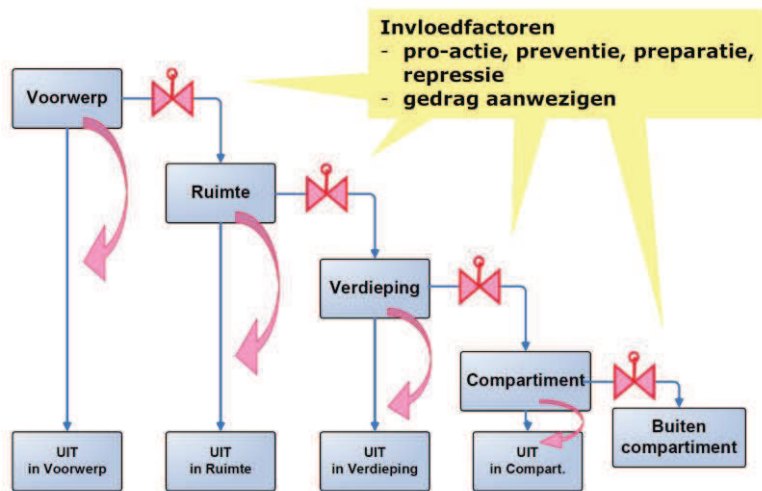 Invloedfactoren
- pro-actie, preventie, preparatie,
repressie
- gedrag aanwezigen
Voorwerp
Ruimte
Verdieping
Compartiment
Buiten
compartiment
UIT
in Voorwerp
UIT
in Ruimte
UIT
in Verdieping
UIT
in Compart.